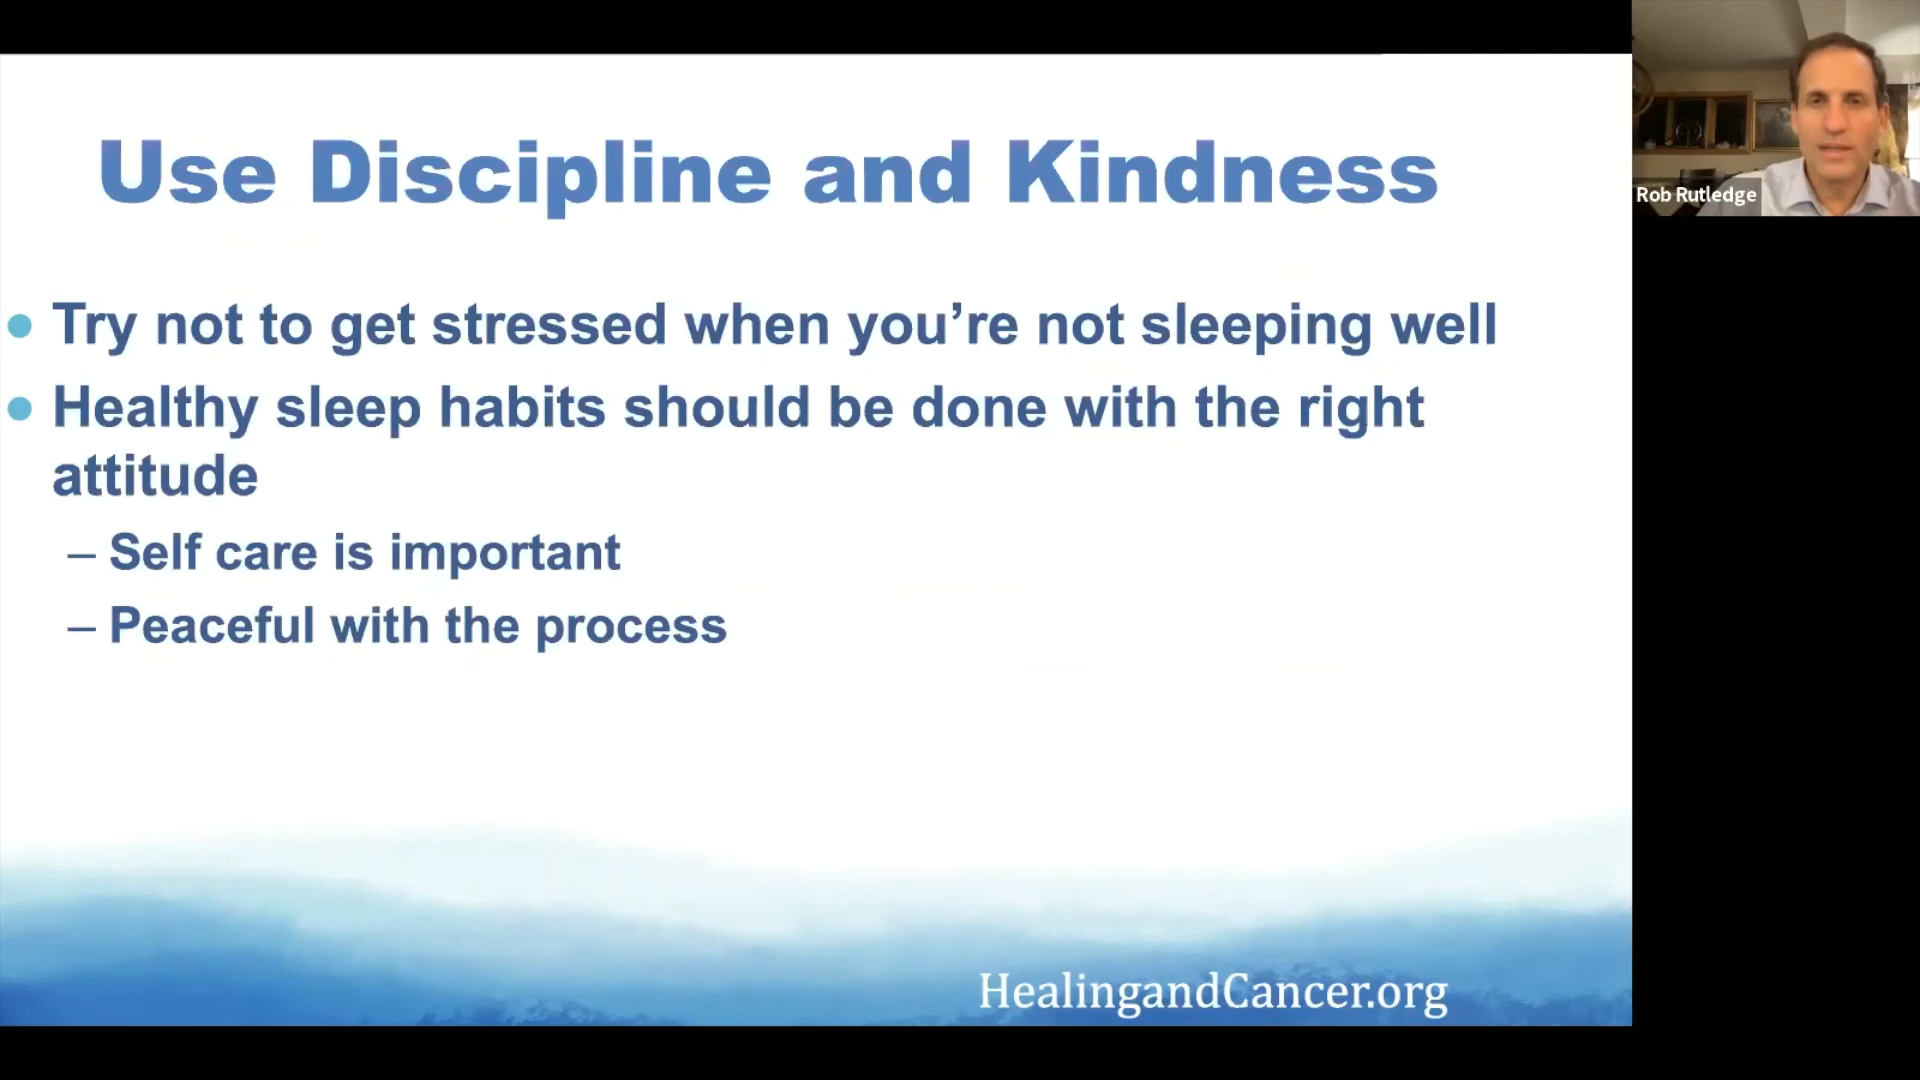 Use Discipline and Kindness
• Try not to get stressed when you’re not sleeping well
• Healthy sleep habits should be done with the right
attitude
– Self care is important
– Peaceful with the process
HealingandCancer.org
Rob Rutledge